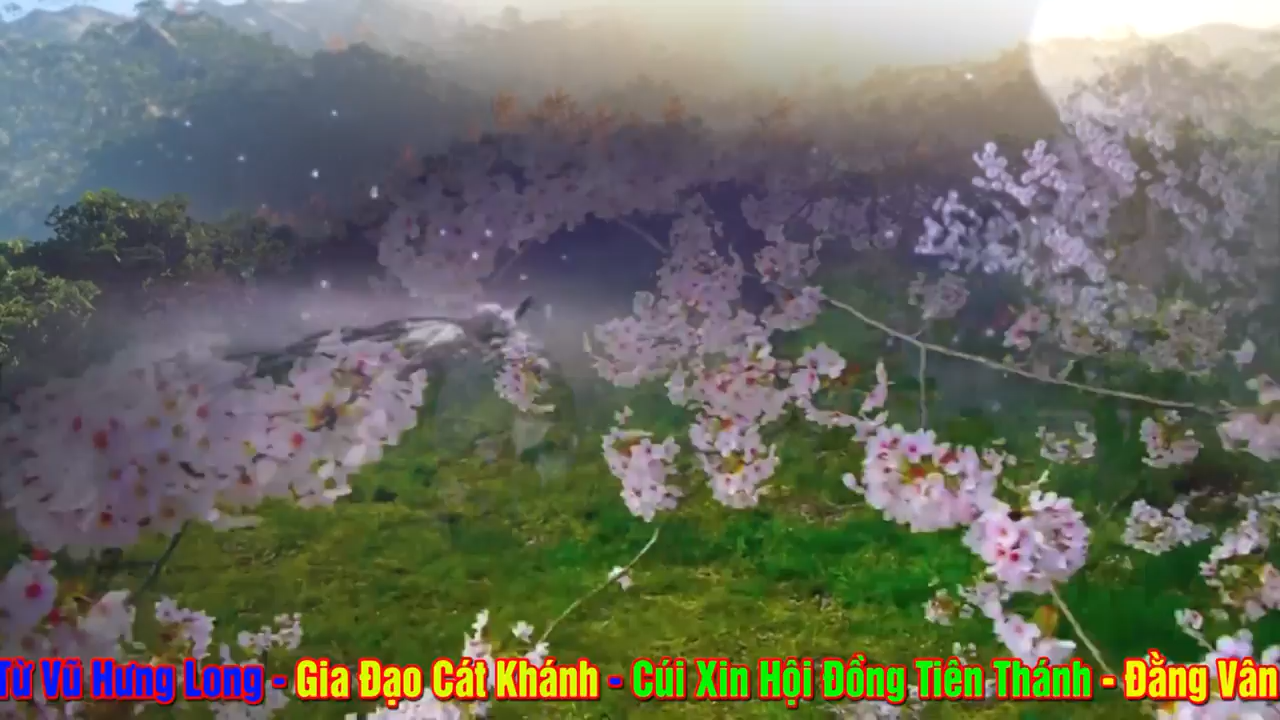 Từ Vũ Hưng Long - Gia Đạo Cát Khánh - Cúi Xin Hội Đồng Tiên Thánh - Đằng Vân